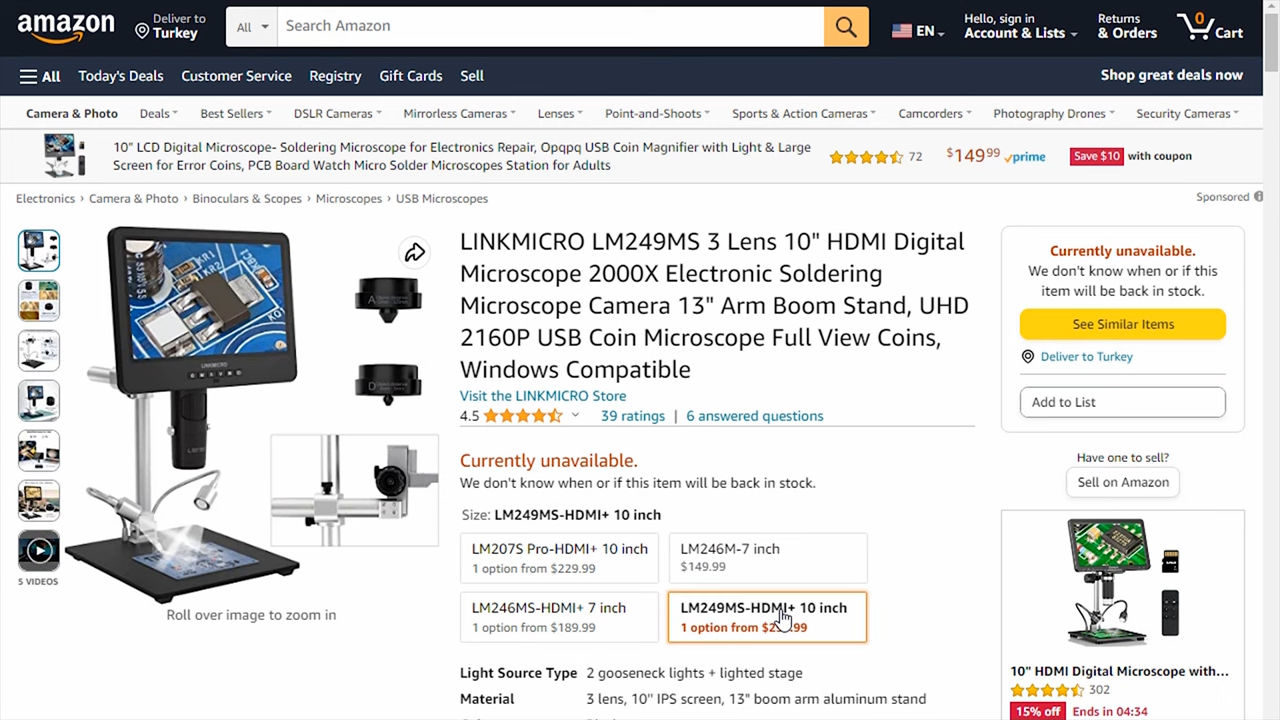 amazon
Deliver to
Turkey
All
Search Amazon
EN
Hello, sign in
Account & Lists
Returns
& Orders
0
Cart
All
Today's Deals
Customer Service
Registry
Gift Cards
Sell
Shop great deals now
Camera & Photo
Deals
Best Sellers
DSLR Cameras
Mirrorless Cameras
Lenses
Point-and-Shoots
Sports & Action Cameras
Camcorders
Photography Drones
Security Cameras
10" LCD Digital Microscope- Soldering Microscope for Electronics Repair, Opqpq USB Coin Magnifier with Light & Large
Screen for Error Coins, PCB Board Watch Micro Solder Microscopes Station for Adults
72
$149.99
prime
Save $10 with coupon
Electronics › Camera & Photo › Binoculars & Scopes › Microscopes › USB Microscopes
Sponsored
5 VIDEOS
KR1
KR2
LINKMICRO
A
D
Roll over image to zoom in
LINKMICRO LM249MS 3 Lens 10" HDMI Digital
Microscope 2000X Electronic Soldering
Microscope Camera 13" Arm Boom Stand, UHD
2160P USB Coin Microscope Full View Coins,
Windows Compatible
Visit the LINKMICRO Store
4.5
39 ratings | 6 answered questions
Currently unavailable.
We don't know when or if this item will be back in stock.
Size: LM249MS-HDMI+ 10 inch
LM207S Pro-HDMI+ 10 inch
1 option from $229.99
LM246M-7 inch
$149.99
LM246MS-HDMI+ 7 inch
1 option from $189.99
LM249MS-HDMI+ 10 inch
1 option from
Light Source Type 2 gooseneck lights + lighted stage
Material 3 lens, 10'' IPS screen, 13" boom arm aluminum stand
Currently unavailable.
We don't know when or if this
item will be back in stock.
See Similar Items
Deliver to Turkey
Add to List
Have one to sell?
Sell on Amazon
10" HDMI Digital Microscope with...
302
15% off Ends in 04:34